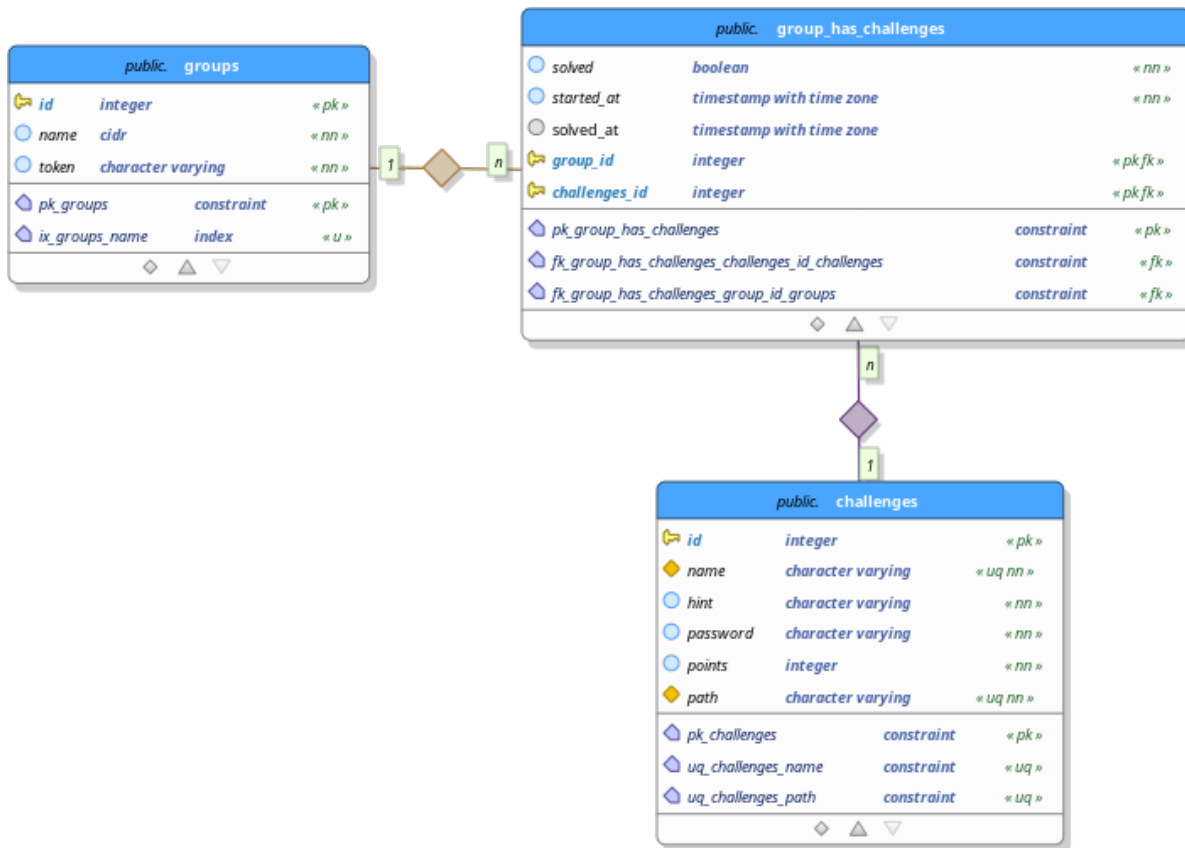 public. groups
id integer « pk »
name cidr « nn »
token character varying « nn »
pk_groups constraint « pk »
ix_groups_name index « u »
1
n
public. group_has_challenges
solved boolean « nn »
started_at timestamp with time zone « nn »
solved_at timestamp with time zone
group_id integer « pk fk »
challenges_id integer « pk fk »
pk_group_has_challenges constraint « pk »
fk_group_has_challenges_challenges_id_challenges constraint « fk »
fk_group_has_challenges_group_id_groups constraint « fk »
n
1
public. challenges
id integer « pk »
name character varying « uq nn »
hint character varying « nn »
password character varying « nn »
points integer « nn »
path character varying « uq nn »
pk_challenges constraint « pk »
uq_challenges_name constraint « uq »
uq_challenges_path constraint « uq »